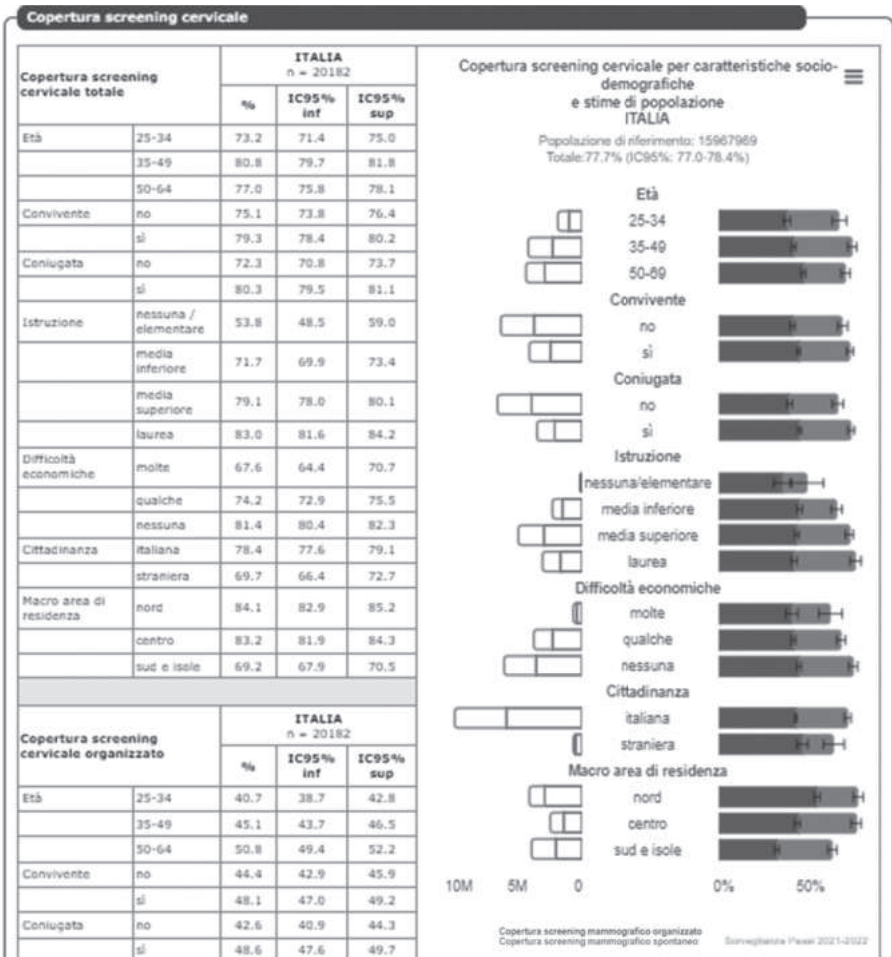 Copertura screening cervicale
Copertura screening cervicale totale
ITALIA
n = 20182
% IC95% inf IC95% sup
Età 25-34 73.2 71.4 75.0
35-49 80.8 79.7 81.8
50-64 77.0 75.8 78.1
Convivente no 75.1 73.8 76.4
sì 79.3 78.4 80.2
Coniugata no 72.3 70.8 73.7
sì 80.3 79.5 81.1
Istruzione nessuna / elementare 53.8 48.5 59.0
media inferiore 71.7 69.9 73.4
media superiore 79.1 78.0 80.1
laurea 83.0 81.6 84.2
Difficoltà economiche molte 67.6 64.4 70.7
qualche 74.2 72.9 75.5
nessuna 81.4 80.4 82.3
Cittadinanza italiana 78.4 77.6 79.1
straniera 69.7 66.4 72.7
Macro area di residenza nord 84.1 82.9 85.2
centro 83.2 81.9 84.3
sud e isole 69.2 67.9 70.5
Copertura screening cervicale organizzato
ITALIA
n = 20182
% IC95% inf IC95% sup
Età 25-34 40.7 38.7 42.8
35-49 45.1 43.7 46.5
50-64 50.8 49.4 52.2
Convivente no 44.4 42.9 45.9
sì 48.1 47.0 49.2
Coniugata no 42.6 40.9 44.3
sì 48.6 47.6 49.7
Copertura screening cervicale per caratteristiche socio-
demografiche
e stime di popolazione
ITALIA
Popolazione di riferimento: 15967969
Totale:77.7% (IC95%: 77.0-78.4%)
Età
25-34
35-49
50-69
Convivente
no
sì
Coniugata
no
sì
Istruzione
nessuna/elementare
media inferiore
media superiore
laurea
Difficoltà economiche
molte
qualche
nessuna
Cittadinanza
italiana
straniera
Macro area di residenza
nord
centro
sud e isole
10M 5M 0 0% 50%
Copertura screening mammografico organizzato
Copertura screening mammografico spontaneo
Sorveglianza Passi 2021-2022